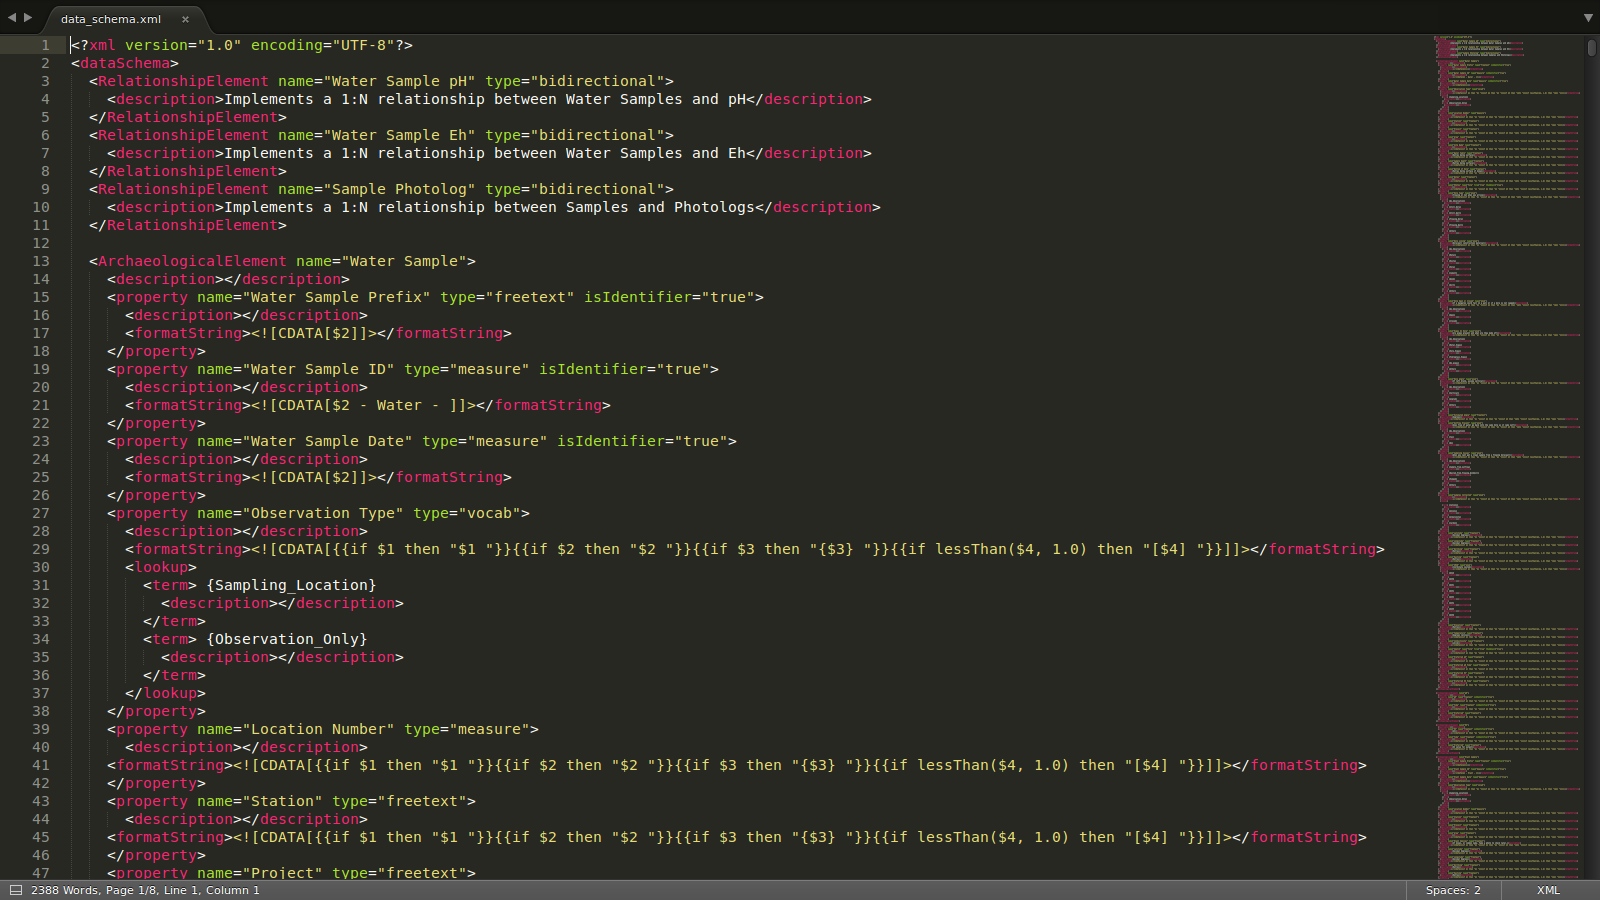 data_schema.xml ×
1 <?xml version="1.0" encoding="UTF-8"?>
2 <dataSchema>
3 <RelationshipElement name="Water Sample pH" type="bidirectional">
4 <description>Implements a 1:N relationship between Water Samples and pH</description>
5 </RelationshipElement>
6 <RelationshipElement name="Water Sample Eh" type="bidirectional">
7 <description>Implements a 1:N relationship between Water Samples and Eh</description>
8 </RelationshipElement>
9 <RelationshipElement name="Sample Photolog" type="bidirectional">
10 <description>Implements a 1:N relationship between Samples and Photologs</description>
11 </RelationshipElement>
12
13 <ArchaeologicalElement name="Water Sample">
14 <description></description>
15 <property name="Water Sample Prefix" type="freetext" isIdentifier="true">
16 <description></description>
17 <formatString><![CDATA[$2]]></formatString>
18 </property>
19 <property name="Water Sample ID" type="measure" isIdentifier="true">
20 <description></description>
21 <formatString><![CDATA[$2 - Water - ]]></formatString>
22 </property>
23 <property name="Water Sample Date" type="measure" isIdentifier="true">
24 <description></description>
25 <formatString><![CDATA[$2]]></formatString>
26 </property>
27 <property name="Observation Type" type="vocab">
28 <description></description>
29 <formatString><![CDATA[{{if $1 then "$1 "}}{{if $2 then "$2 "}}{{if $3 then "{$3} "}}{{if lessThan($4, 1.0) then "[$4] "}}]]></formatString>
30 <lookup>
31 <term> {Sampling_Location}
32 <description></description>
33 </term>
34 <term> {Observation_Only}
35 <description></description>
36 </term>
37 </lookup>
38 </property>
39 <property name="Location Number" type="measure">
40 <description></description>
41 <formatString><![CDATA[{{if $1 then "$1 "}}{{if $2 then "$2 "}}{{if $3 then "{$3} "}}{{if lessThan($4, 1.0) then "[$4] "}}]]></formatString>
42 </property>
43 <property name="Station" type="freetext">
44 <description></description>
45 <formatString><![CDATA[{{if $1 then "$1 "}}{{if $2 then "$2 "}}{{if $3 then "{$3} "}}{{if lessThan($4, 1.0) then "[$4] "}}]]></formatString>
46 </property>
47 <property name="Project" type="freetext">
2388 Words, Page 1/8, Line 1, Column 1 Spaces: 2 XML